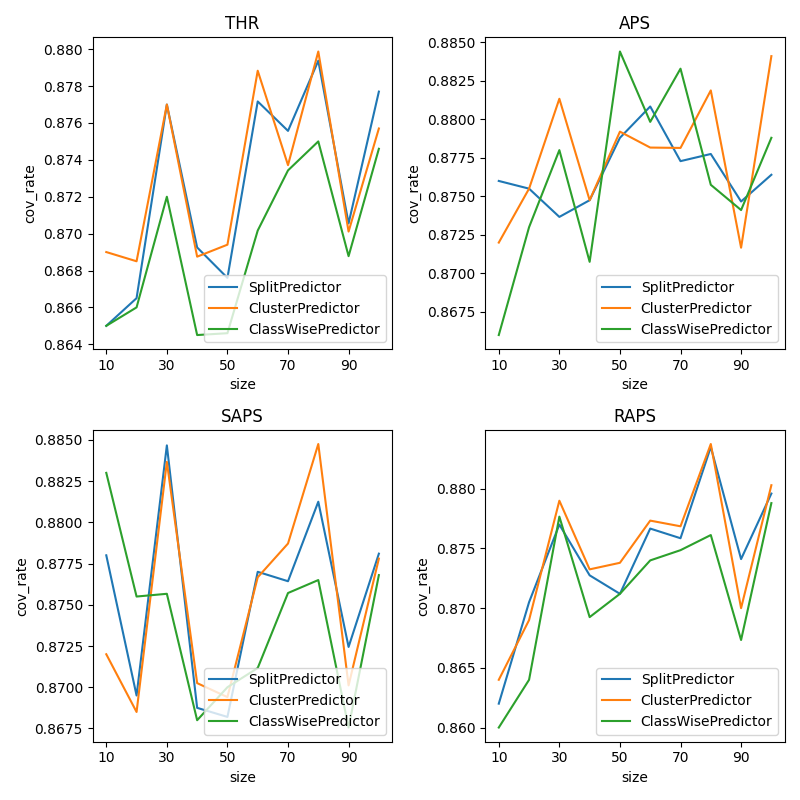 THR
0.880
0.878
0.876
0.874
0.872
0.870
0.868
0.866
0.864
cov_rate
10 30 50 70 90
size
SplitPredictor
ClusterPredictor
ClassWisePredictor
APS
0.8850
0.8825
0.8800
0.8775
0.8750
0.8725
0.8700
0.8675
cov_rate
10 30 50 70 90
size
SplitPredictor
ClusterPredictor
ClassWisePredictor
SAPS
0.8850
0.8825
0.8800
0.8775
0.8750
0.8725
0.8700
0.8675
cov_rate
10 30 50 70 90
size
SplitPredictor
ClusterPredictor
ClassWisePredictor
RAPS
0.880
0.875
0.870
0.865
0.860
cov_rate
10 30 50 70 90
size
SplitPredictor
ClusterPredictor
ClassWisePredictor